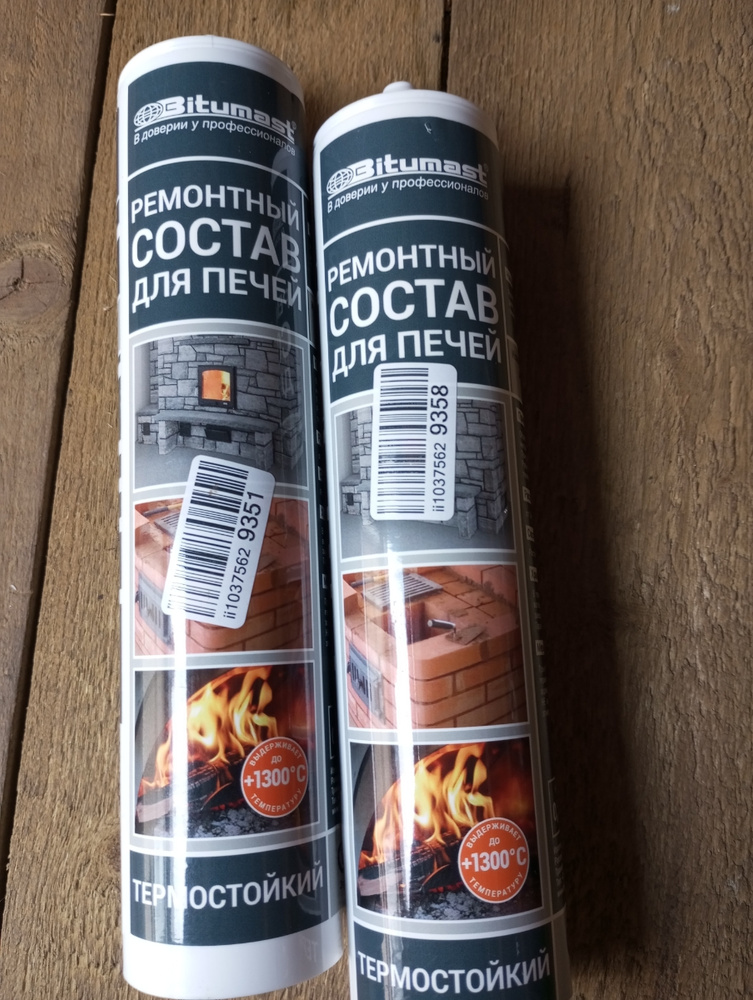 Bitumast®
В доверии у профессионалов
РЕМОНТНЫЙ
СОСТАВ
ДЛЯ ПЕЧЕЙ
ii1037562 9351
ВЫДЕРЖИВАЕТ
ДО
+1300°C
ТЕМПЕРАТУРУ
ТЕРМОСТОЙКИЙ
Bitumast®
В доверии у профессионалов
РЕМОНТНЫЙ
СОСТАВ
ДЛЯ ПЕЧЕЙ
ii1037562 9358
ВЫДЕРЖИВАЕТ
ДО
+1300°C
ТЕМПЕРАТУРУ
ТЕРМОСТОЙКИЙ